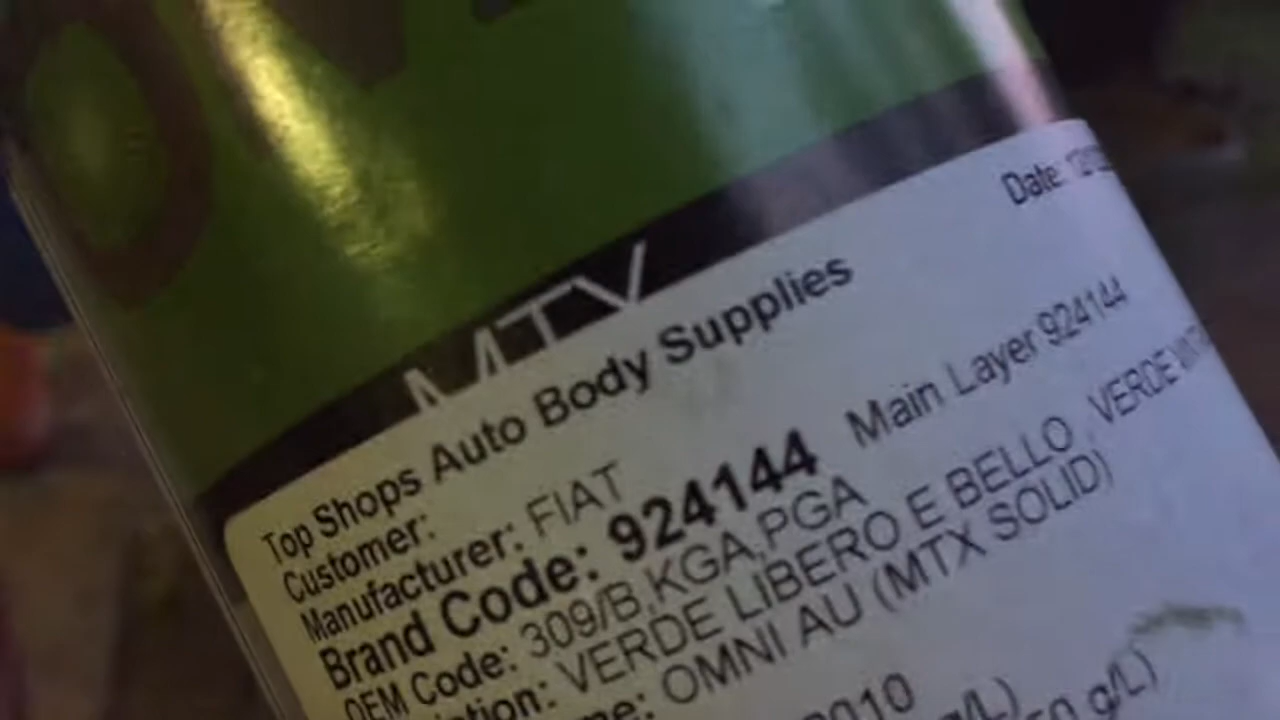 MTX
Date:
Top Shops Auto Body Supplies
Customer:
Manufacturer: FIAT
Brand Code: 924144 Main Layer 924144
OEM Code: 309/B,KGA,PGA
VERDE LIBERO E BELLO, VERDE
OMNI AU (MTX SOLID)
2010
g/L)
50 g/L)